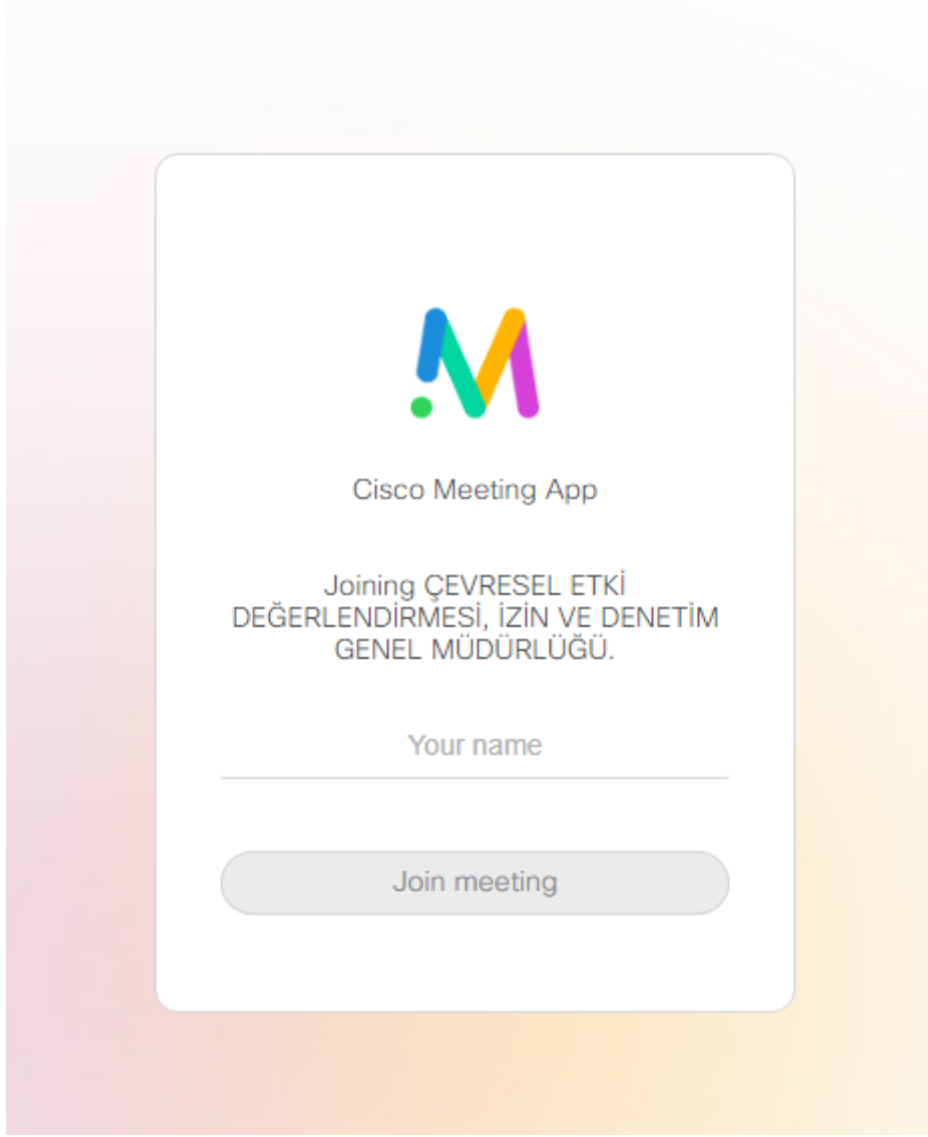 Cisco Meeting App
Joining ÇEVRESEL ETKİ
DEĞERLENDİRMESİ, İZİN VE DENETİM
GENEL MÜDÜRLÜĞÜ.
Your name
Join meeting